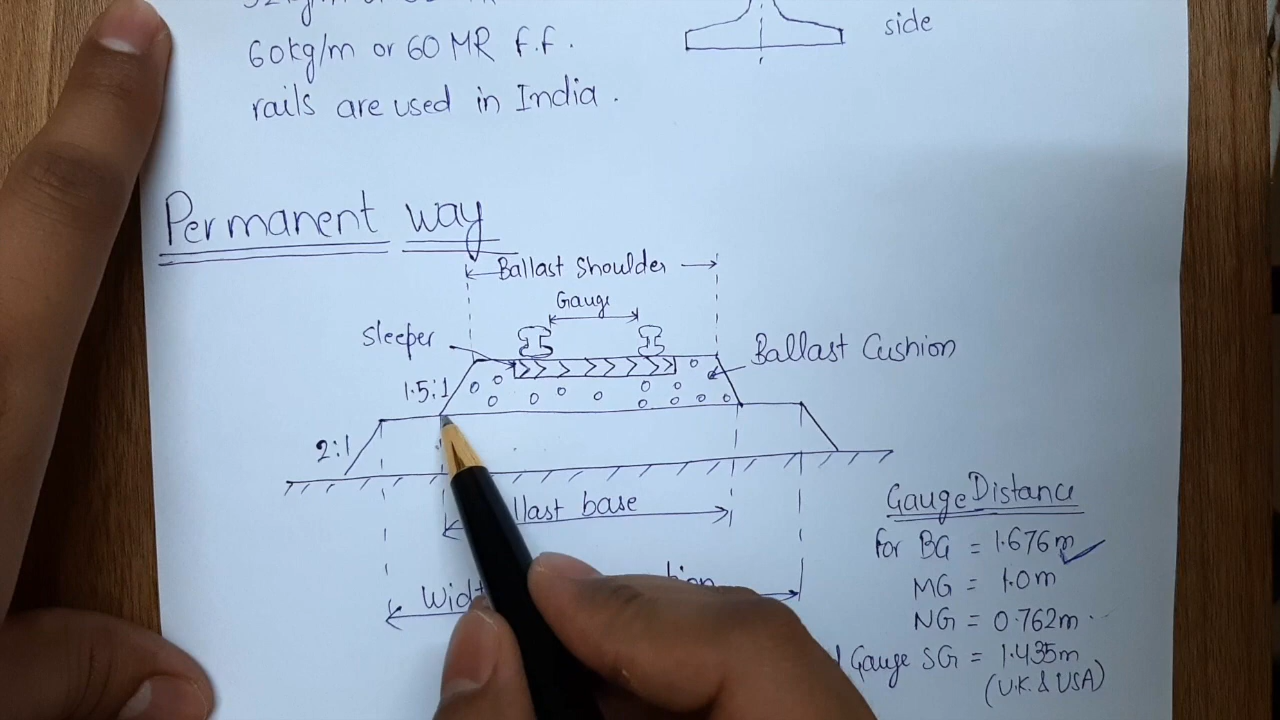 60kg/m or 60 MR f.f.
side
rails are used in India.
Permanent way
Ballast Shoulder
Gauge
Sleeper
Ballast Cushion
1.5:1
2:1
base
Gauge Distance
for BG = 1.676m
MG = 1.0m
NG = 0.762m
Gauge SG = 1.435m
(U.K. & USA)